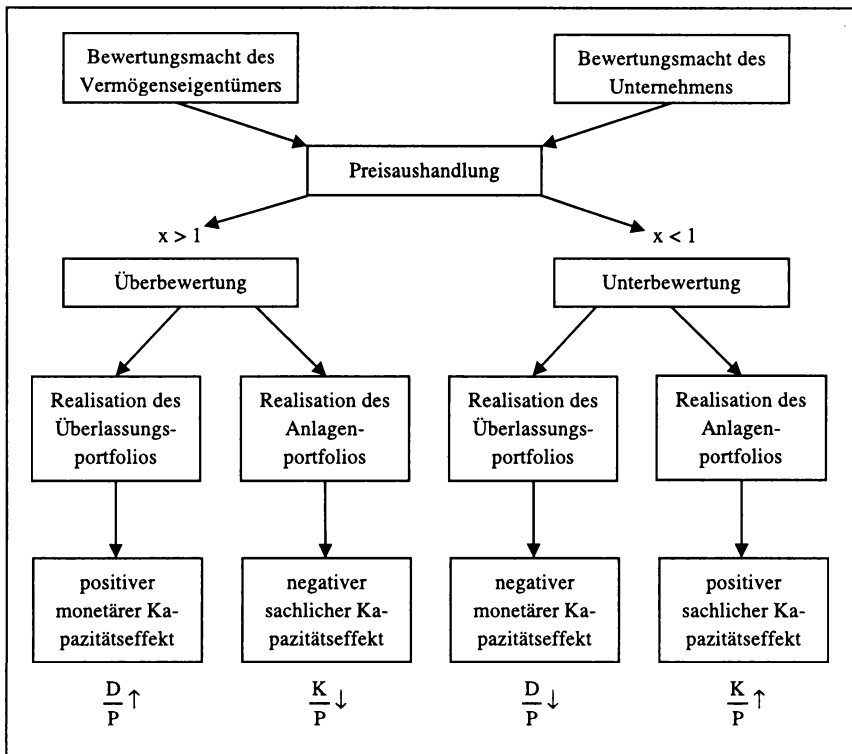 Bewertungsmacht des
Vermögenseigentümers
Bewertungsmacht des
Unternehmens
Preisaushandlung
x > 1
x < 1
Überbewertung
Unterbewertung
Realisation des
Überlassungs-
portfolios
Realisation des
Anlagen-
portfolios
Realisation des
Überlassungs-
portfolios
Realisation des
Anlagen-
portfolios
positiver
monetärer Ka-
pazitätseffekt
negativer
sachlicher Ka-
pazitätseffekt
negativer
monetärer Ka-
pazitätseffekt
positiver
sachlicher Ka-
pazitätseffekt
D
P ↑
K
P ↓
D
P ↓
K
P ↑